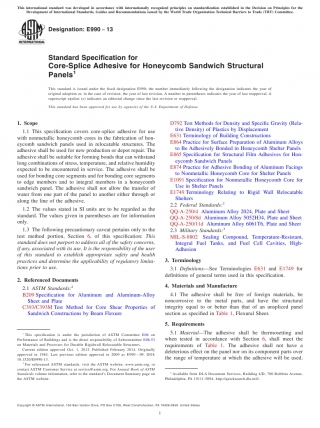 This international standard was developed in accordance with internationally recognized principles on standardization established in the Decision on Principles for the
Development of International Standards, Guides and Recommendations issued by the World Trade Organization Technical Barriers to Trade (TBT) Committee.
Designation: E990 − 13
Standard Specification for
Core-Splice Adhesive for Honeycomb Sandwich Structural
Panels1
This standard is issued under the fixed designation E990; the number immediately following the designation indicates the year of
original adoption or, in the case of revision, the year of last revision. A number in parentheses indicates the year of last reapproval. A
superscript epsilon (ε) indicates an editorial change since the last revision or reapproval.
This standard has been approved for use by agencies of the U.S. Department of Defense.
1. Scope
1.1 This specification covers core-splice adhesive for use
with nonmetallic honeycomb cores in the fabrication of hon-
eycomb sandwich panels used in relocatable structures. The
adhesive shall be used for new production or depot repair. The
adhesive shall be suitable for forming bonds that can withstand
long combinations of stress, temperature, and relative humidity
expected to be encountered in service. The adhesive shall be
used for bonding core segments and for bonding core segments
to edge members and to integral members in a honeycomb
sandwich panel. The adhesive shall not allow the transfer of
water from one part of the panel to another either through or
along the line of the adhesive.
1.2 The values stated in SI units are to be regarded as the
standard. The values given in parentheses are for information
only.
1.3 The following precautionary caveat pertains only to the
test method portion, Section 6, of this specification: This
standard does not purport to address all of the safety concerns,
if any, associated with its use. It is the responsibility of the user
of this standard to establish appropriate safety and health
practices and determine the applicability of regulatory limita-
tions prior to use.
2. Referenced Documents
2.1 ASTM Standards:2
B209 Specification for Aluminum and Aluminum-Alloy
Sheet and Plate
C393/C393M Test Method for Core Shear Properties of
Sandwich Constructions by Beam Flexure
D792 Test Methods for Density and Specific Gravity (Rela-
tive Density) of Plastics by Displacement
E631 Terminology of Building Constructions
E864 Practice for Surface Preparation of Aluminum Alloys
to Be Adhesively Bonded in Honeycomb Shelter Panels
E865 Specification for Structural Film Adhesives for Hon-
eycomb Sandwich Panels
E874 Practice for Adhesive Bonding of Aluminum Facings
to Nonmetallic Honeycomb Core for Shelter Panels
E1091 Specification for Nonmetallic Honeycomb Core for
Use in Shelter Panels
E1749 Terminology Relating to Rigid Wall Relocatable
Shelters
2.2 Federal Standards:3
QQ-A-250/4 Aluminum Alloy 2024, Plate and Sheet
QQ-A-250/8d Aluminum Alloy 5052H34, Plate and Sheet
QQ-A-250/11d Aluminum Alloy 6061T6, Plate and Sheet
2.3 Military Standards:3
MIL-S-8802 Sealing Compound, Temperature-Resistant,
Integral Fuel Tanks, and Fuel Cell Cavities, High-
Adhesion
3. Terminology
3.1 Definitions—See Terminologies E631 and E1749 for
definitions of general terms used in this specification.
4. Materials and Manufacture
4.1 The adhesive shall be free of foreign materials, be
noncorrosive to the metal parts, and have the structural
capacity equal to or better than that of an unspliced panel
section as specified in Table 1, Flexural Shear.
5. Requirements
5.1 Material—The adhesive shall be thermosetting and
when tested in accordance with Section 6, shall meet the
requirements of Table 1. The adhesive shall not have a
deleterious effect on the panel nor on its component parts over
the range of temperature at which the adhesive will be used.
1 This specification is under the jurisdiction of ASTM Committee E06 on
Performance of Buildings and is the direct responsibility of Subcommittee E06.53
on Materials and Processes for Durable Rigidwall Relocatable Structures.
Current edition approved Oct. 1, 2013. Published February 2014. Originally
approved in 1984. Last previous edition approved in 2009 as E990 – 09. DOI:
10.1520/E0990-13.
2 For referenced ASTM standards, visit the ASTM website, www.astm.org, or
contact ASTM Customer Service at service@astm.org. For Annual Book of ASTM
Standards volume information, refer to the standard's Document Summary page on
the ASTM website.
3 Available from DLA Document Services, Building 4/D, 700 Robbins Avenue,
Philadelphia, PA 19111-5094, http://quicksearch.dla.mil/.
Copyright © ASTM International, 100 Barr Harbor Drive, PO Box C700, West Conshohocken, PA 19428-2959. United States
1